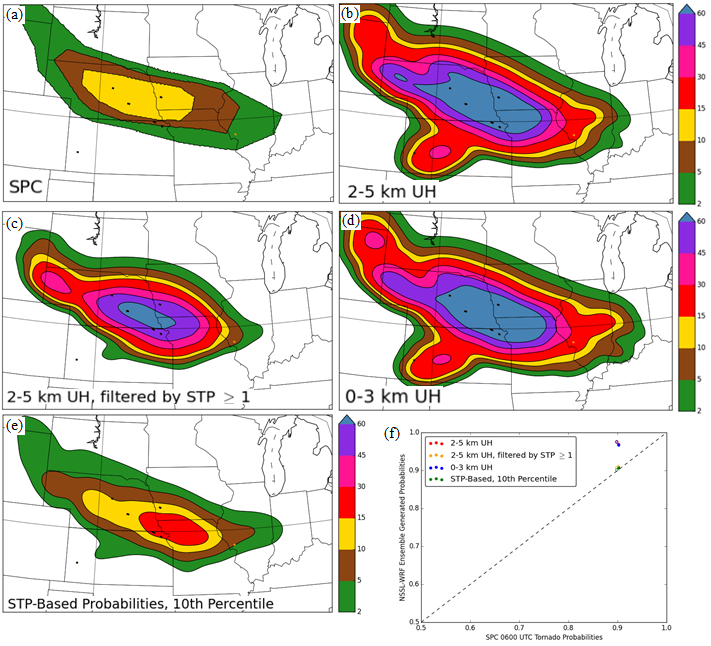 (a)
SPC
(b)
2-5 km UH
60
45
30
15
10
5
2
(c)
2-5 km UH, filtered by STP ≥ 1
(d)
0-3 km UH
60
45
30
15
10
5
2
(e)
STP-Based Probabilities, 10th Percentile
60
45
30
15
10
5
2
(f)
NSSL-WRF Ensemble Generated Probabilities
1.0
0.9
0.8
0.7
0.6
0.5
2-5 km UH
2-5 km UH, filtered by STP ≥ 1
0-3 km UH
STP-Based, 10th Percentile
0.5
0.6
0.7
0.8
0.9
1.0
SPC 0600 UTC Tornado Probabilities